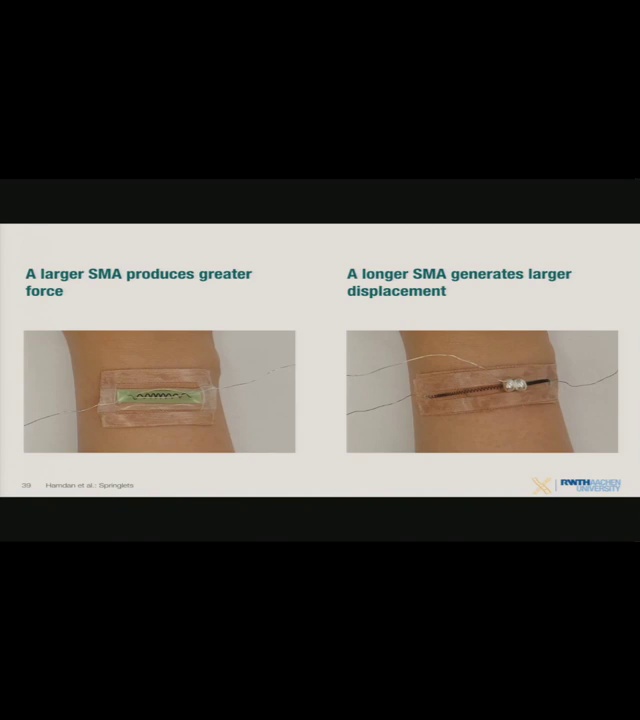 A larger SMA produces greater
force
A longer SMA generates larger
displacement
39 Hamdan et al.: Springlets
RWTH AACHEN
UNIVERSITY